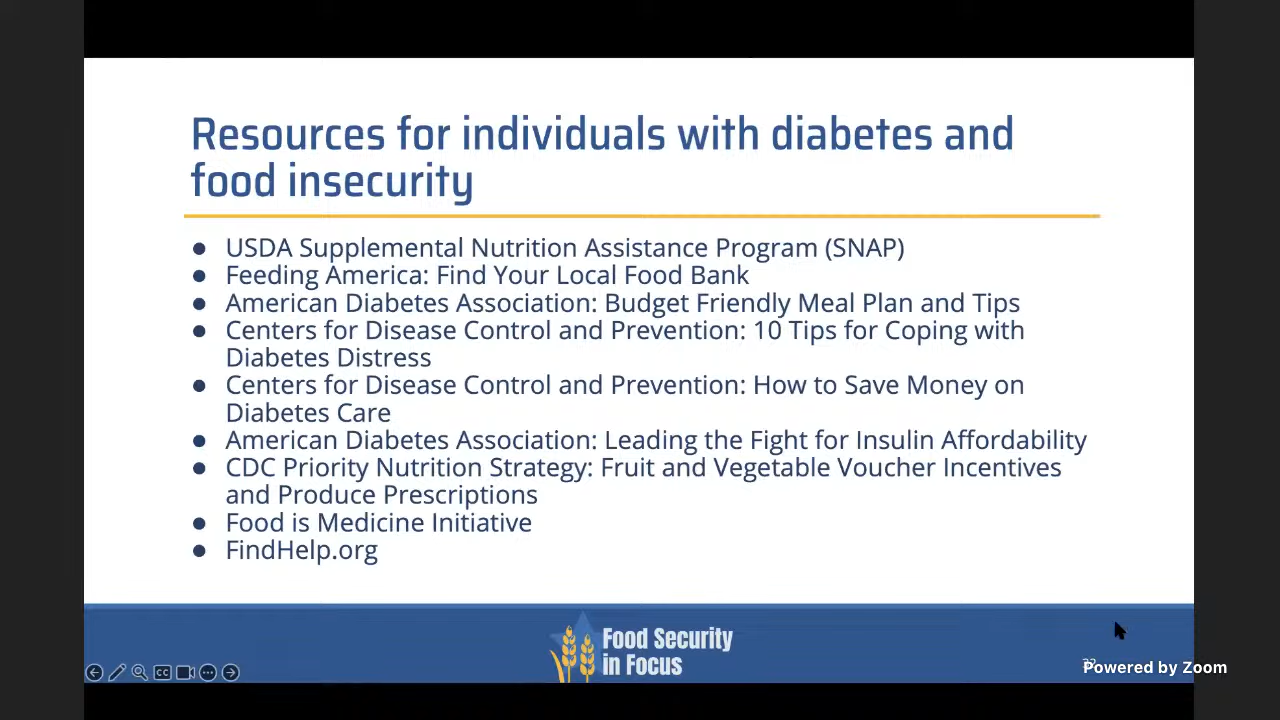 Resources for individuals with diabetes and
food insecurity
● USDA Supplemental Nutrition Assistance Program (SNAP)
● Feeding America: Find Your Local Food Bank
● American Diabetes Association: Budget Friendly Meal Plan and Tips
● Centers for Disease Control and Prevention: 10 Tips for Coping with
Diabetes Distress
● Centers for Disease Control and Prevention: How to Save Money on
Diabetes Care
● American Diabetes Association: Leading the Fight for Insulin Affordability
● CDC Priority Nutrition Strategy: Fruit and Vegetable Voucher Incentives
and Produce Prescriptions
● Food is Medicine Initiative
● FindHelp.org
Food Security
in Focus
CC
Powered by Zoom